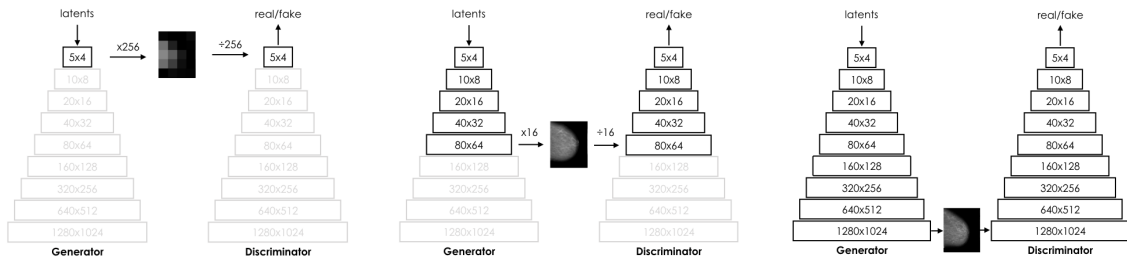 latents
real/fake
5x4
x256
÷256
5x4
10x8
10x8
20x16
20x16
40x32
40x32
80x64
80x64
160x128
160x128
320x256
320x256
640x512
640x512
1280x1024
1280x1024
Generator
Discriminator
latents
real/fake
5x4
5x4
10x8
10x8
20x16
20x16
40x32
40x32
80x64
x16
÷16
80x64
160x128
160x128
320x256
320x256
640x512
640x512
1280x1024
1280x1024
Generator
Discriminator
latents
real/fake
5x4
5x4
10x8
10x8
20x16
20x16
40x32
40x32
80x64
80x64
160x128
160x128
320x256
320x256
640x512
640x512
1280x1024
1280x1024
Generator
Discriminator